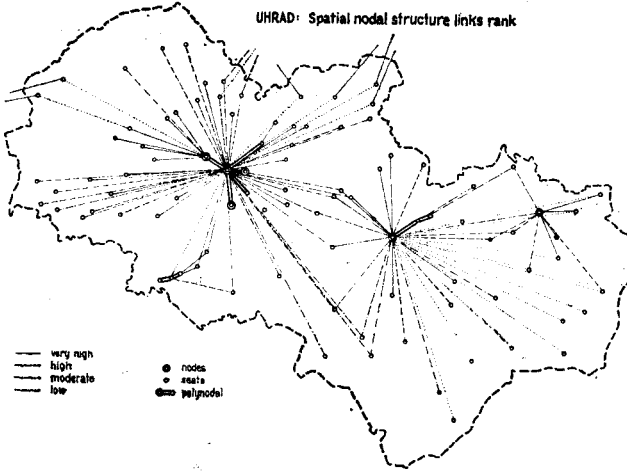 UHRAD: Spatial nodal structure links rank
very high
high
moderate
low
nodes
seats
polynodal